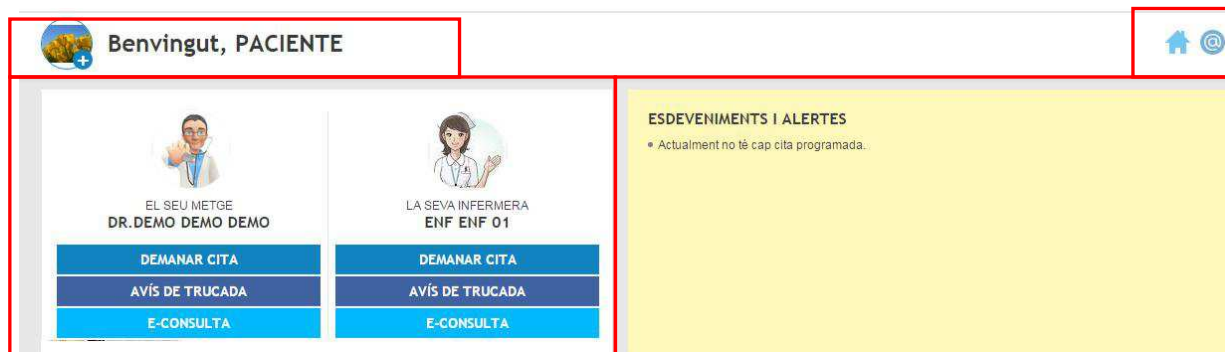 Benvingut, PACIENTE
EL SEU METGE
DR.DEMO DEMO DEMO
DEMANAR CITA
AVÍS DE TRUCADA
E-CONSULTA
LA SEVA INFERMERA
ENF ENF 01
DEMANAR CITA
AVÍS DE TRUCADA
E-CONSULTA
ESDEVENIMENTS I ALERTES
• Actualment no tè cap cita programada.